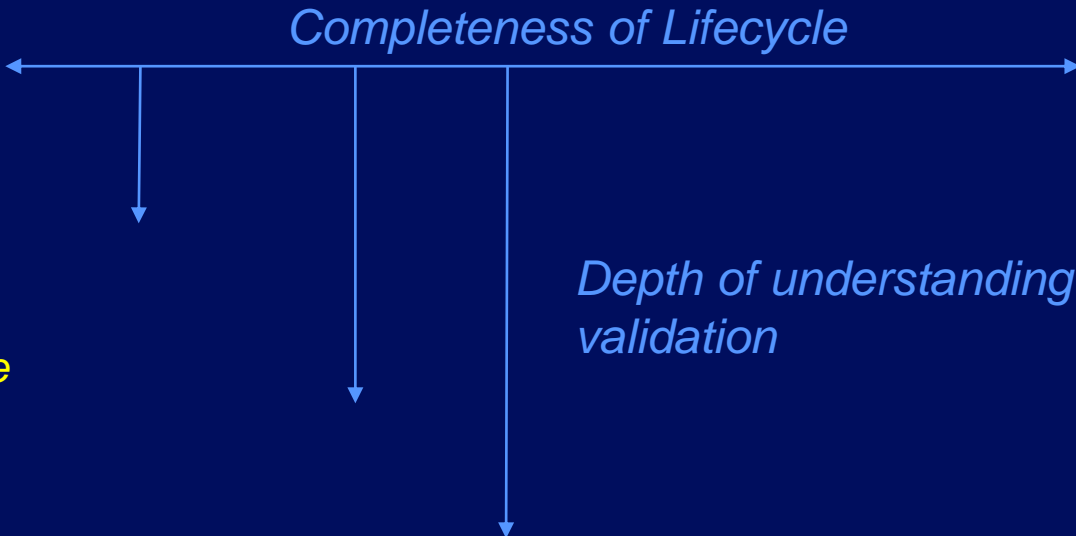 Completeness of Lifecycle
Depth of understanding
validation
e